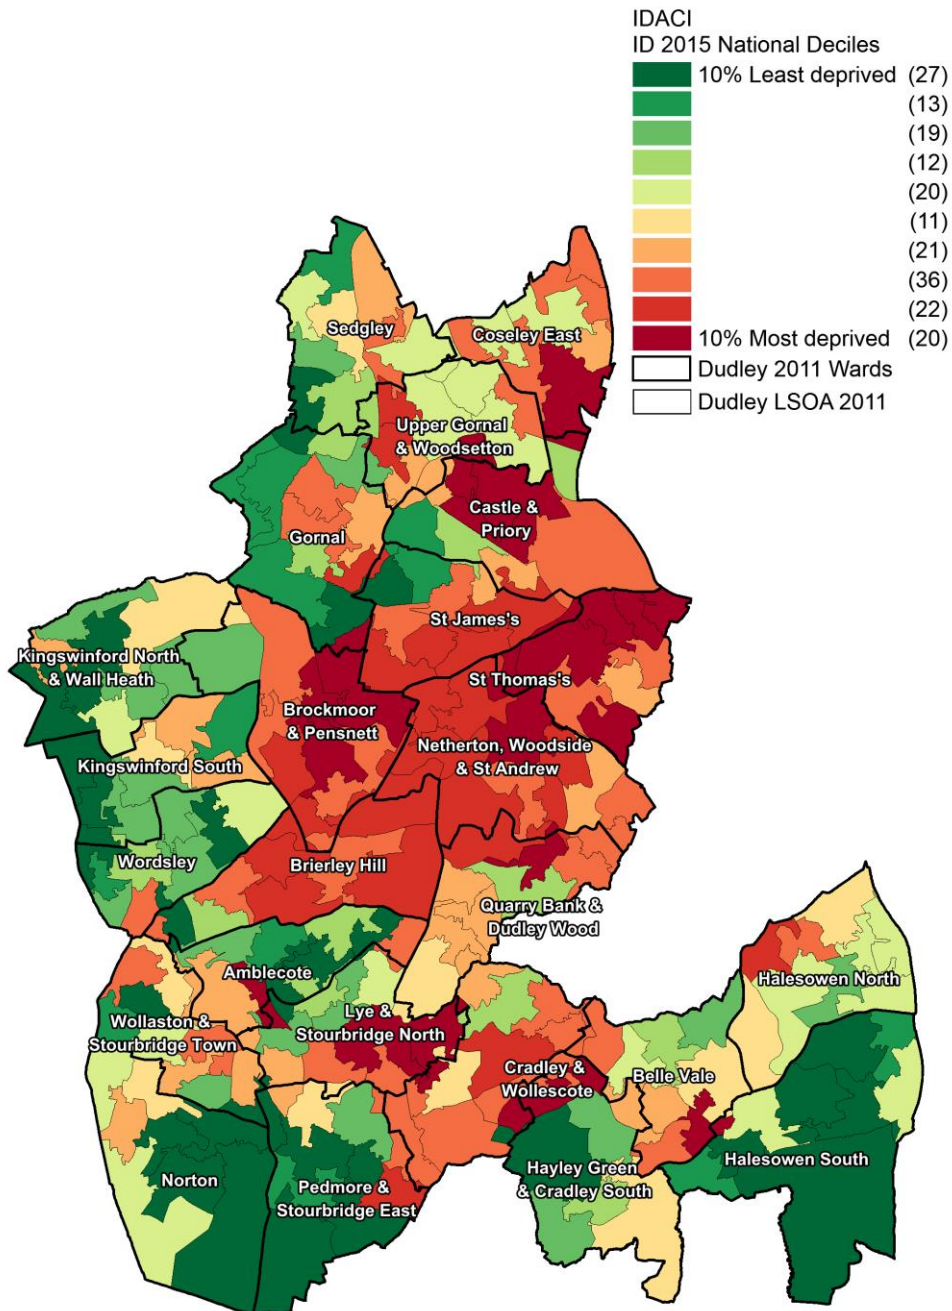 IDACI
ID 2015 National Deciles
10% Least deprived (27)
(13)
(19)
(12)
(20)
(11)
(21)
(36)
(22)
10% Most deprived (20)
Dudley 2011 Wards
Dudley LSOA 2011
Sedgley
Coseley East
Upper Gornal
& Woodsetton
Castle &
Priory
Gornal
St James's
Kingswinford North
& Wall Heath
St Thomas's
Brockmoor
& Pensnett
Netherton, Woodside
& St Andrew
Kingswinford South
Wordsley
Brierley Hill
Quarry Bank &
Dudley Wood
Amblecote
Halesowen North
Lye &
Stourbridge North
Wollaston &
Stourbridge Town
Cradley &
Wollescote
Belle Vale
Halesowen South
Hayley Green
& Cradley South
Norton
Pedmore &
Stourbridge East